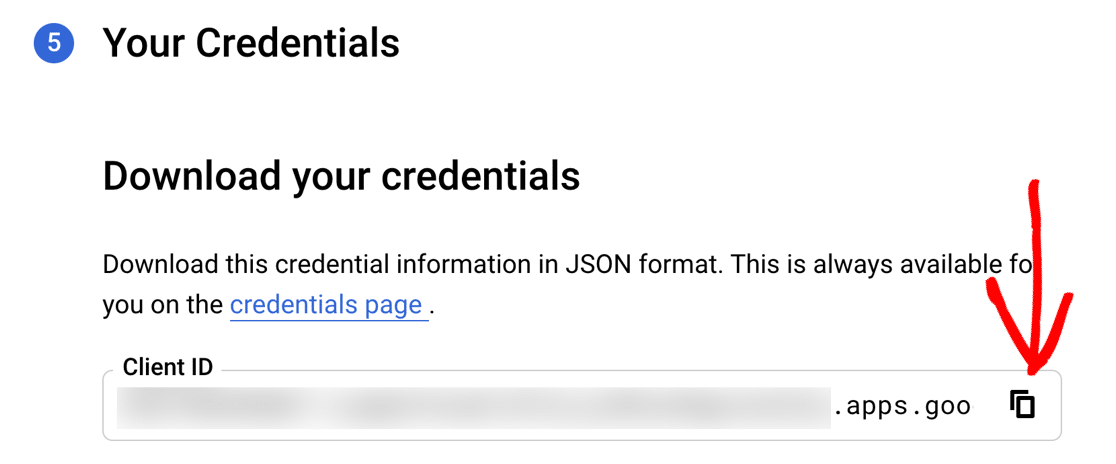 5 Your Credentials
Download your credentials
Download this credential information in JSON format. This is always available fo
you on the credentials page .
Client ID
.apps.goo